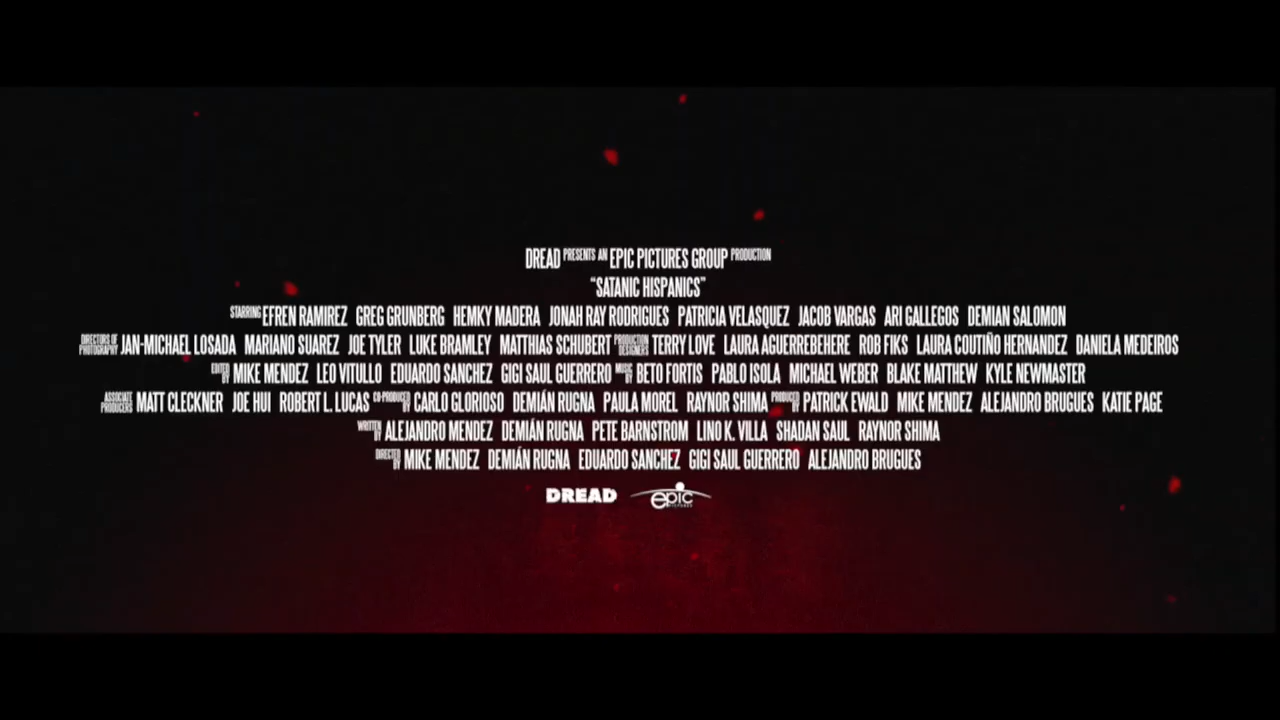 DREAD PRESENTS AN EPIC PICTURES GROUP PRODUCTION
“SATANIC HISPANICS”
STARRING EFREN RAMIREZ GREG GRUNBERG HEMKY MADERA JONAH RAY RODRIGUES PATRICIA VELASQUEZ JACOB VARGAS ARI GALLEGOS DEMIAN SALOMON
DIRECTORS OF PHOTOGRAPHY JAN-MICHAEL LOSADA MARIANO SUAREZ JOE TYLER LUKE BRAMLEY MATTHIAS SCHUBERT PRODUCTION DESIGNERS TERRY LOVE LAURA AGUERREBEHERE ROB FIKS LAURA COUTIÑO HERNANDEZ DANIELA MEDEIROS
EDITED BY MIKE MENDEZ LEO VITULLO EDUARDO SANCHEZ GIGI SAUL GUERRERO MUSIC BY BETO FORTIS PABLO ISOLA MICHAEL WEBER BLAKE MATTHEW KYLE NEWMASTER
ASSOCIATE PRODUCERS MATT CLECKNER JOE HUI ROBERT L. LUCAS CO-PRODUCED BY CARLO GLORIOSO DEMIÁN RUGNA PAULA MOREL RAYNOR SHIMA PRODUCED BY PATRICK EWALD MIKE MENDEZ ALEJANDRO BRUGUES KATIE PAGE
WRITTEN BY ALEJANDRO MENDEZ DEMIÁN RUGNA PETE BARNSTROM LINO K. VILLA SHADAN SAUL RAYNOR SHIMA
DIRECTED BY MIKE MENDEZ DEMIÁN RUGNA EDUARDO SANCHEZ GIGI SAUL GUERRERO ALEJANDRO BRUGUES
DREAD epic PICTURES